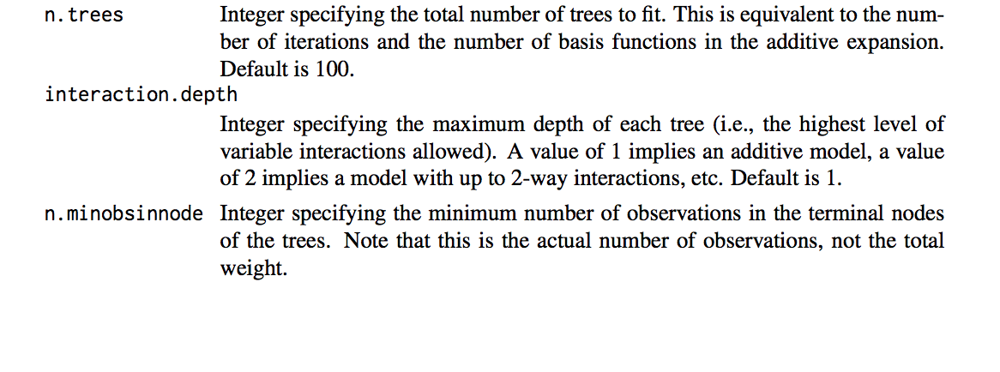 n.trees Integer specifying the total number of trees to fit. This is equivalent to the num-
ber of iterations and the number of basis functions in the additive expansion.
Default is 100.
interaction.depth
Integer specifying the maximum depth of each tree (i.e., the highest level of
variable interactions allowed). A value of 1 implies an additive model, a value
of 2 implies a model with up to 2-way interactions, etc. Default is 1.
n.minobsinnode Integer specifying the minimum number of observations in the terminal nodes
of the trees. Note that this is the actual number of observations, not the total
weight.